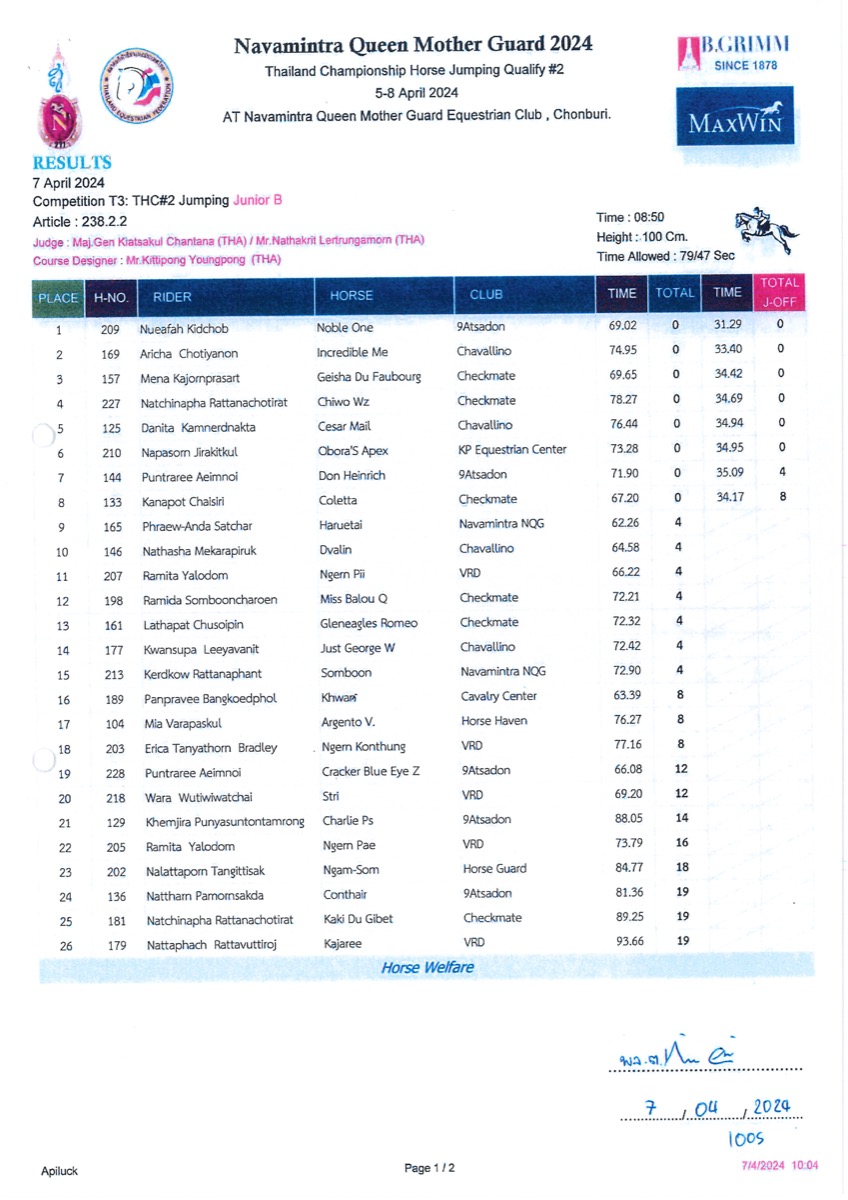 Navamintra Queen Mother Guard 2024
Thailand Championship Horse Jumping Qualify #2
5-8 April 2024
AT Navamintra Queen Mother Guard Equestrian Club , Chonburi.
B.GRIMM
SINCE 1878
MAXWIN
THAILAND EQUESTRIAN FEDERATION
N
RESULTS
7 April 2024
Competition T3: THC#2 Jumping Junior B
Article : 238.2.2
Judge : Maj.Gen Kiatsakul Chantana (THA) / Mr.Nathakrit Lertrungamorn (THA)
Course Designer : Mr.Kittipong Youngpong (THA)
Time : 08:50
Height : 100 Cm.
Time Allowed : 79/47 Sec
PLACE H-NO. RIDER HORSE CLUB TIME TOTAL TIME TOTAL J-OFF
1 209 Nueafah Kidchob Noble One 9Atsadon 69.02 0 31.29 0
2 169 Aricha Chotiyanon Incredible Me Chavallino 74.95 0 33.40 0
3 157 Mena Kajornprasart Geisha Du Faubourg Checkmate 69.65 0 34.42 0
4 227 Natchinapha Rattanachotirat Chiwo Wz Checkmate 78.27 0 34.69 0
5 125 Danita Kamnerdnakta Cesar Mail Chavallino 76.44 0 34.94 0
6 210 Napasorn Jirakitkul Obora'S Apex KP Equestrian Center 73.28 0 34.95 0
7 144 Puntraree Aeimnoi Don Heinrich 9Atsadon 71.90 0 35.09 4
8 133 Kanapot Chaisiri Coletta Checkmate 67.20 0 34.17 8
9 165 Phraew-Anda Satchar Haruetai Navamintra NQG 62.26 4
10 146 Nathasha Mekarapiruk Dvalin Chavallino 64.58 4
11 207 Ramita Yalodom Ngern Pii VRD 66.22 4
12 198 Ramida Sombooncharoen Miss Balou Q Checkmate 72.21 4
13 161 Lathapat Chusoipin Gleneagles Romeo Checkmate 72.32 4
14 177 Kwansupa Leeyavanit Just George W Chavallino 72.42 4
15 213 Kerdkow Rattanaphant Somboon Navamintra NQG 72.90 4
16 189 Panpravee Bangkoedphol Cavalry Center 63.39 8
17 104 Mia Varapaskul Argento V. Horse Haven 76.27 8
18 203 Erica Tanyathorn Bradley Ngern Konthung VRD 77.16 8
19 228 Puntraree Aeimnoi Cracker Blue Eye Z 9Atsadon 66.08 12
20 218 Wara Wutiwiwatchai Stri VRD 69.20 12
21 129 Khemjira Punyasuntontamrong Charlie Ps 9Atsadon 88.05 14
22 205 Ramita Yalodom Ngern Pae VRD 73.79 16
23 202 Nalattaporn Tangittisak Ngam-Som Horse Guard 84.77 18
24 136 Nattharn Pamornsakda Conthair 9Atsadon 81.36 19
25 181 Natchinapha Rattanachotirat Kaki Du Gibet Checkmate 89.25 19
26 179 Nattaphach Rattavuttiroj Kajaree VRD 93.66 19
Horse Welfare
7 , 04 , 2024
1005
Apiluck
Page 1 / 2
7/4/2024 10:04